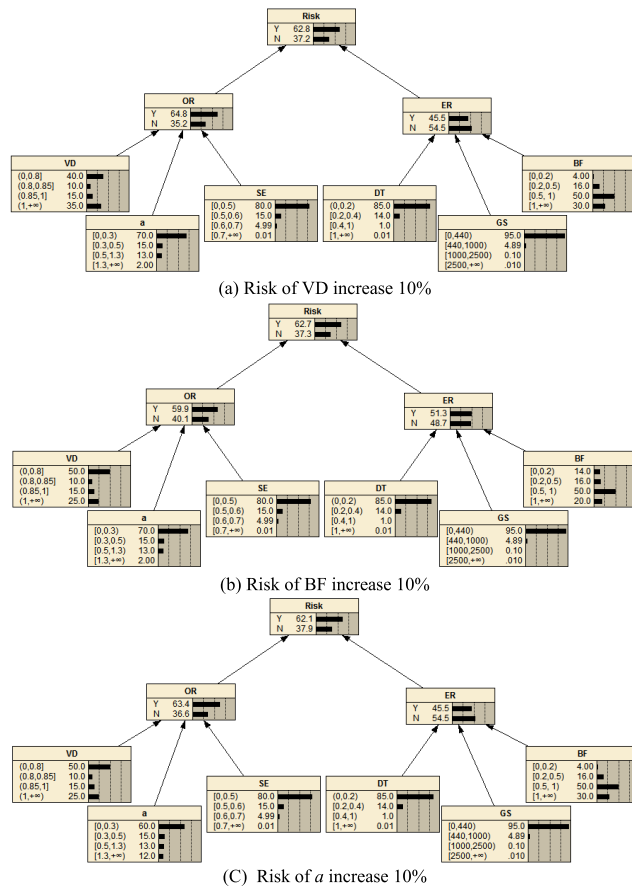 Risk
Y 62.8
N 37.2
OR
Y 64.8
N 35.2
ER
Y 45.5
N 54.5
VD
(0,0.8] 40.0
(0.8,0.85] 10.0
(0.85,1] 15.0
(1,+∞) 35.0
BF
(0,0.2) 4.00
[0.2,0.5) 16.0
[0.5, 1) 50.0
[1,+∞) 30.0
SE
[0,0.5) 80.0
[0.5,0.6) 15.0
[0.6,0.7) 4.99
[0.7,+∞) 0.01
DT
(0,0.2) 85.0
[0.2,0.4) 14.0
[0.4,1) 1.0
[1,+∞) 0.01
a
[0,0.3) 70.0
[0.3,0.5) 15.0
[0.5,1.3) 13.0
[1.3,+∞) 2.00
GS
[0,440) 95.0
[440,1000) 4.89
[1000,2500) 0.10
[2500,+∞) .010
(a) Risk of VD increase 10%
Risk
Y 62.7
N 37.3
OR
Y 59.9
N 40.1
ER
Y 51.3
N 48.7
VD
(0,0.8] 50.0
(0.8,0.85] 10.0
(0.85,1] 15.0
(1,+∞) 25.0
BF
(0,0.2) 14.0
[0.2,0.5) 16.0
[0.5, 1) 50.0
[1,+∞) 20.0
SE
[0,0.5) 80.0
[0.5,0.6) 15.0
[0.6,0.7) 4.99
[0.7,+∞) 0.01
DT
(0,0.2) 85.0
[0.2,0.4) 14.0
[0.4,1) 1.0
[1,+∞) 0.01
a
[0,0.3) 70.0
[0.3,0.5) 15.0
[0.5,1.3) 13.0
[1.3,+∞) 2.00
GS
[0,440) 95.0
[440,1000) 4.89
[1000,2500) 0.10
[2500,+∞) .010
(b) Risk of BF increase 10%
Risk
Y 62.1
N 37.9
OR
Y 63.4
N 36.6
ER
Y 45.5
N 54.5
VD
(0,0.8] 50.0
(0.8,0.85] 10.0
(0.85,1] 15.0
(1,+∞) 25.0
BF
(0,0.2) 4.00
[0.2,0.5) 16.0
[0.5, 1) 50.0
[1,+∞) 30.0
SE
[0,0.5) 80.0
[0.5,0.6) 15.0
[0.6,0.7) 4.99
[0.7,+∞) 0.01
DT
(0,0.2) 85.0
[0.2,0.4) 14.0
[0.4,1) 1.0
[1,+∞) 0.01
a
[0,0.3) 60.0
[0.3,0.5) 15.0
[0.5,1.3) 13.0
[1.3,+∞) 12.0
GS
[0,440) 95.0
[440,1000) 4.89
[1000,2500) 0.10
[2500,+∞) .010
(C) Risk of a increase 10%